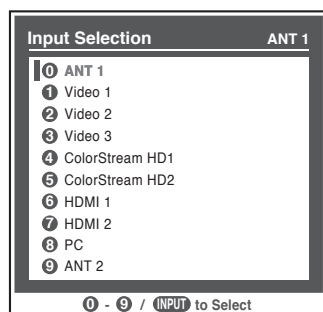 Input Selection ANT 1
0 ANT 1
1 Video 1
2 Video 2
3 Video 3
4 ColorStream HD1
5 ColorStream HD2
6 HDMI 1
7 HDMI 2
8 PC
9 ANT 2
0 - 9 / INPUT to Select